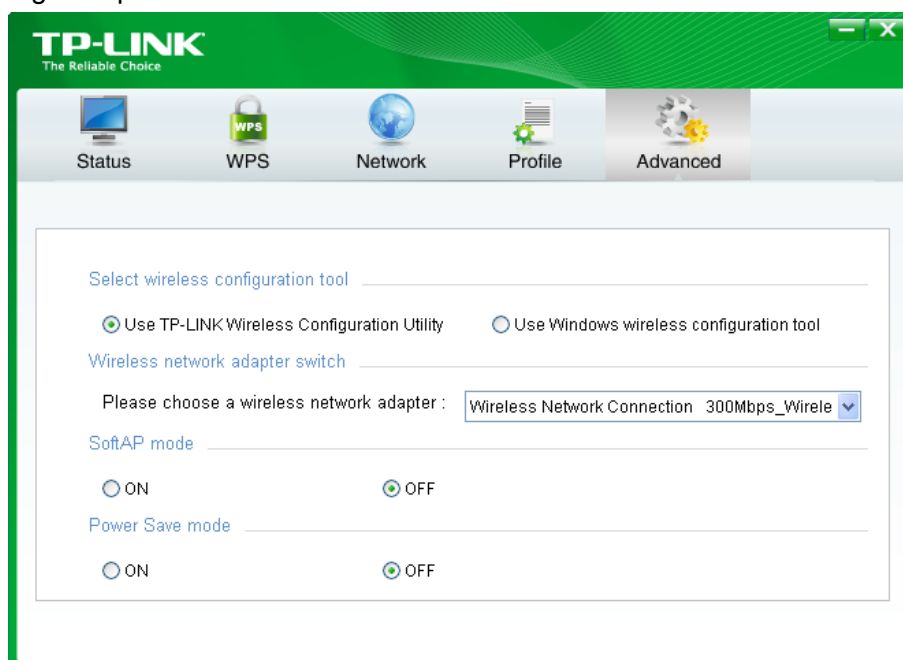 TP-LINK
The Reliable Choice
Status WPS Network Profile Advanced
WPS
Select wireless configuration tool
Use TP-LINK Wireless Configuration Utility Use Windows wireless configuration tool
Wireless network adapter switch
Please choose a wireless network adapter : Wireless Network Connection 300Mbps_Wirele
SoftAP mode
ON OFF
Power Save mode
ON OFF